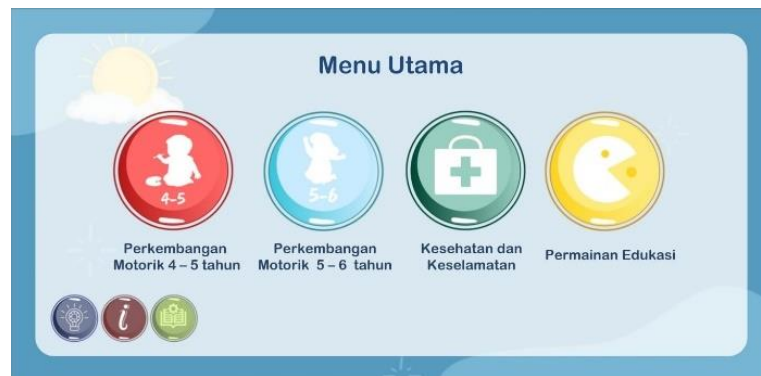 Menu Utama
4-5
5-6
Perkembangan
Motorik 4 – 5 tahun
Perkembangan
Motorik 5 – 6 tahun
Kesehatan dan
Keselamatan
Permainan Edukasi
i